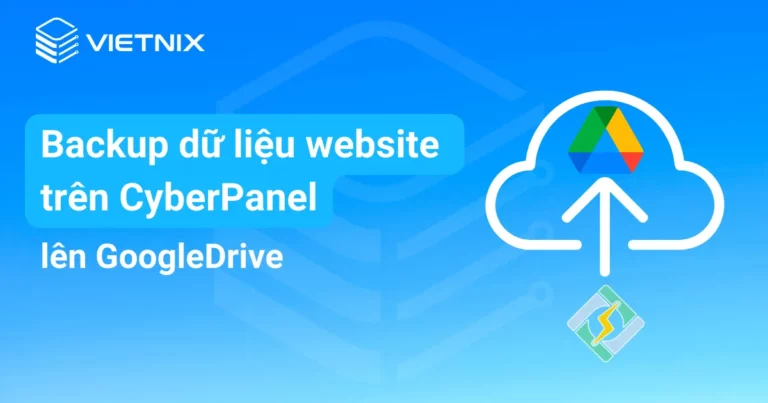 VIETNIX
Backup dữ liệu website
trên CyberPanel
lên GoogleDrive